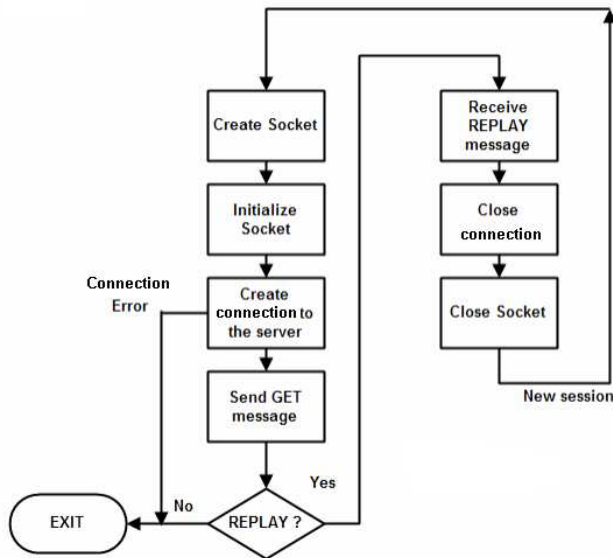 Create Socket
Initialize
Socket
Connection
Error
Create
connection to
the server
Send GET
message
REPLAY ?
No
EXIT
Yes
Receive
REPLAY
message
Close
connection
Close Socket
New session